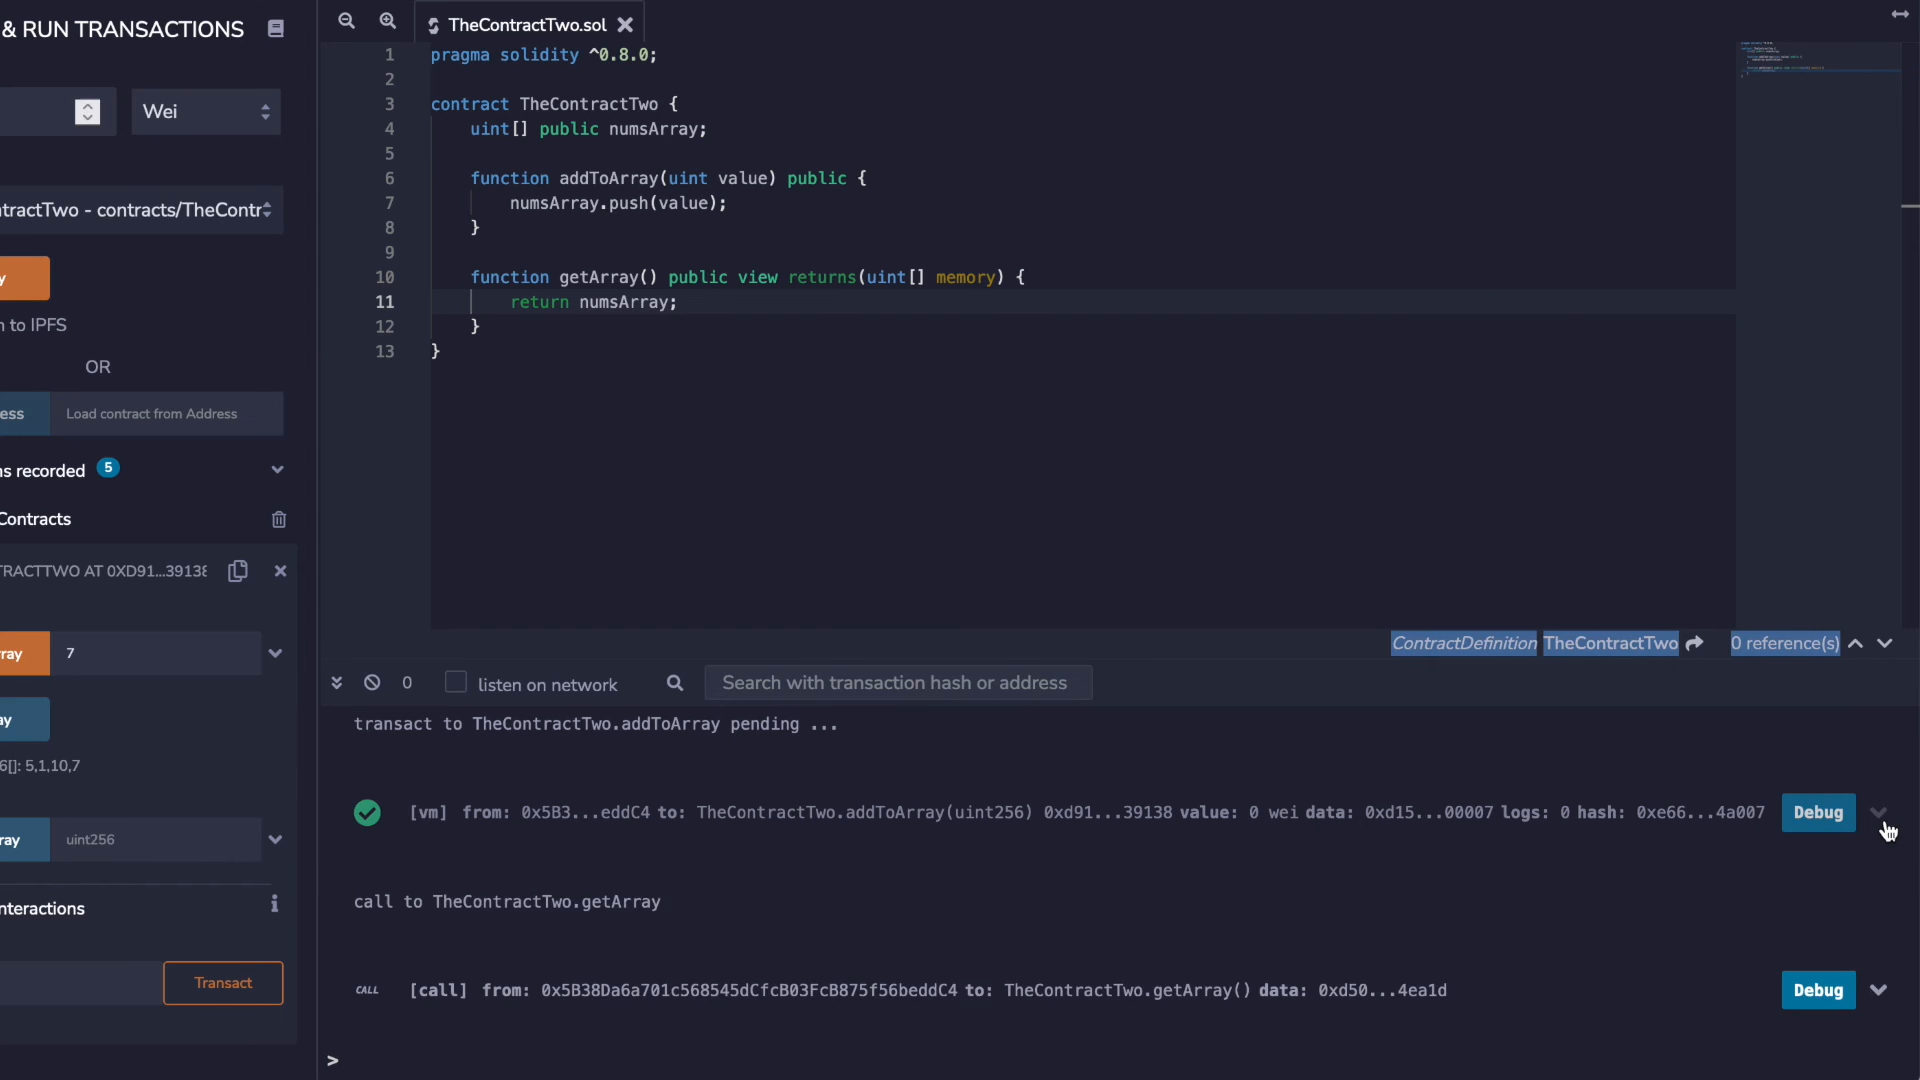 & RUN TRANSACTIONS
Wei
tractTwo - contracts/TheContr
y
n to IPFS
OR
ess
Load contract from Address
ns recorded 5
Contracts
TRACTTWO AT 0XD91...39138
ray 7
ay
6[]: 5,1,10,7
ray uint256
nteractions
Transact
TheContractTwo.sol
1 pragma solidity ^0.8.0;
2
3 contract TheContractTwo {
4 uint[] public numsArray;
5
6 function addToArray(uint value) public {
7 numsArray.push(value);
8 }
9
10 function getArray() public view returns(uint[] memory) {
11 return numsArray;
12 }
13 }
ContractDefinition TheContractTwo 0 reference(s)
0 listen on network Search with transaction hash or address
transact to TheContractTwo.addToArray pending ...
[vm] from: 0x5B3...eddC4 to: TheContractTwo.addToArray(uint256) 0xd91...39138 value: 0 wei data: 0xd15...00007 logs: 0 hash: 0xe66...4a007 Debug
call to TheContractTwo.getArray
CALL [call] from: 0x5B38Da6a701c568545dCfcB03FcB875f56beddC4 to: TheContractTwo.getArray() data: 0xd50...4ea1d Debug
>